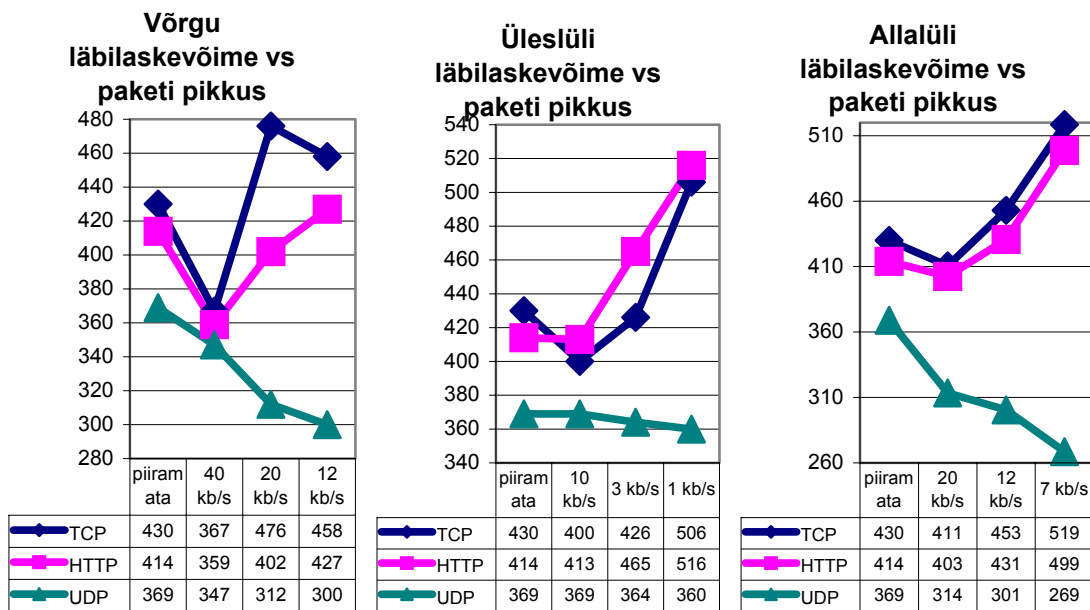 Võrgu
läbilaskevõime vs
paketi pikkus
480
460
440
420
400
380
360
340
320
300
280
piiram
ata
40
kb/s
20
kb/s
12
kb/s
TCP 430 367 476 458
HTTP 414 359 402 427
UDP 369 347 312 300
Üleslüli
läbilaskevõime vs
paketi pikkus
540
520
500
480
460
440
420
400
380
360
340
piiram
ata
10
kb/s
3 kb/s
1 kb/s
TCP 430 400 426 506
HTTP 414 413 465 516
UDP 369 369 364 360
Allalüli
läbilaskevõime vs
paketi pikkus
510
460
410
360
310
260
piiram
ata
20
kb/s
12
kb/s
7 kb/s
TCP 430 411 453 519
HTTP 414 403 431 499
UDP 369 314 301 269